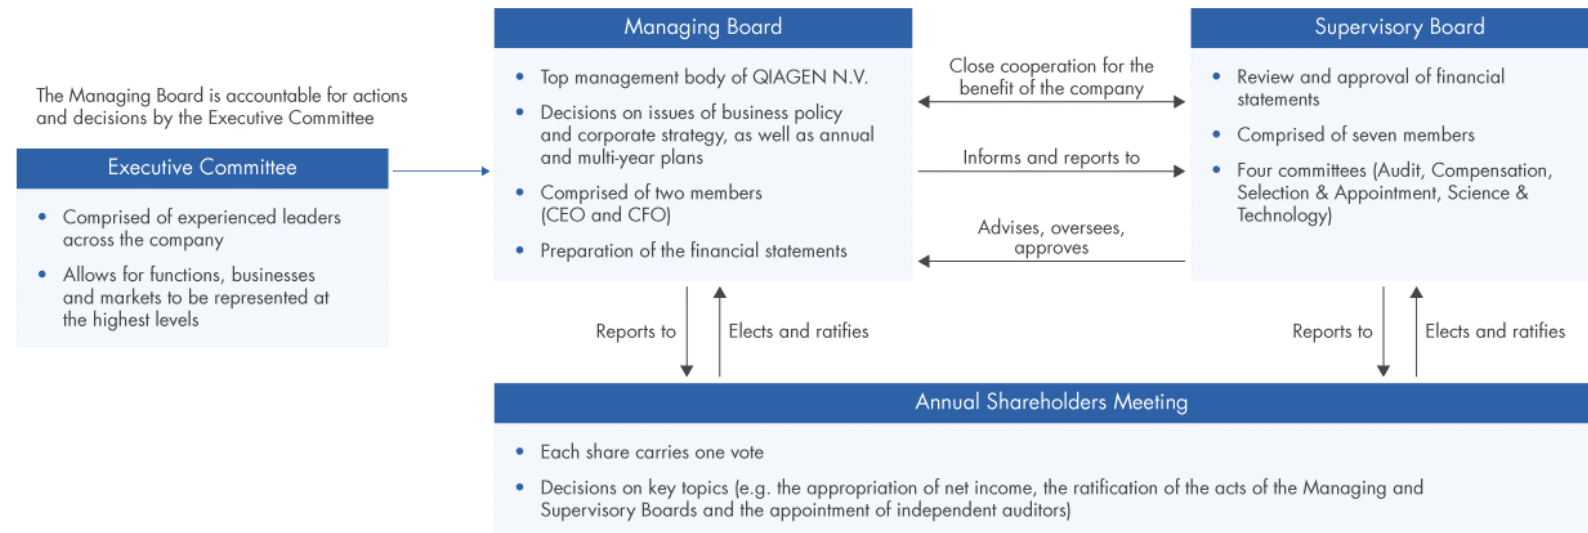 The Managing Board is accountable for actions
and decisions by the Executive Committee
Executive Committee
• Comprised of experienced leaders
across the company
• Allows for functions, businesses
and markets to be represented at
the highest levels
Managing Board
• Top management body of QIAGEN N.V.
• Decisions on issues of business policy
and corporate strategy, as well as annual
and multi-year plans
• Comprised of two members
(CEO and CFO)
• Preparation of the financial statements
Close cooperation for the
benefit of the company
Informs and reports to
Advises, oversees,
approves
Supervisory Board
• Review and approval of financial
statements
• Comprised of seven members
• Four committees (Audit, Compensation,
Selection & Appointment, Science &
Technology)
Reports to
Elects and ratifies
Reports to
Elects and ratifies
Annual Shareholders Meeting
• Each share carries one vote
• Decisions on key topics (e.g. the appropriation of net income, the ratification of the acts of the Managing and
Supervisory Boards and the appointment of independent auditors)